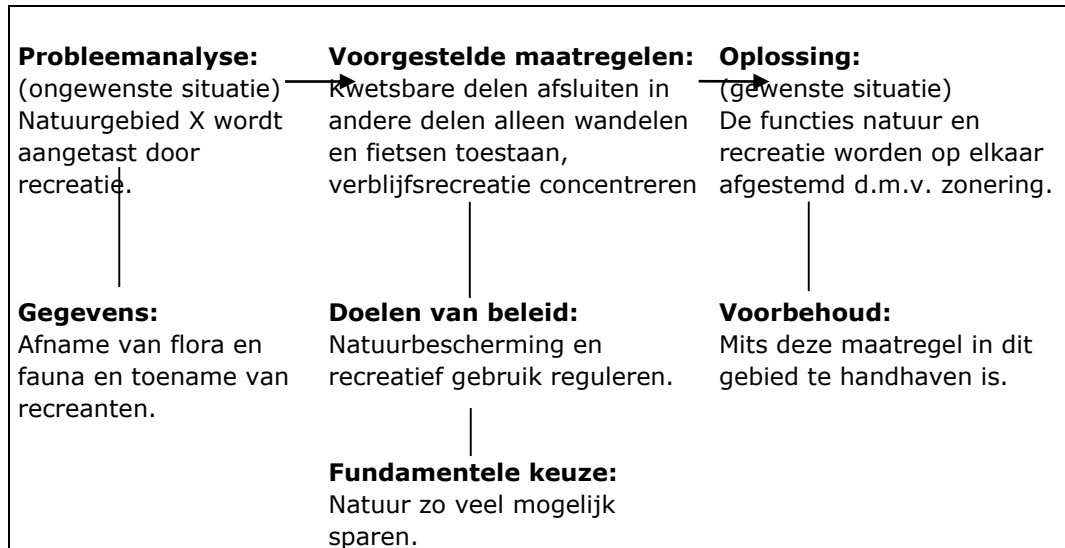 Probleemanalyse:
(ongewenste situatie)
Natuurgebied X wordt
aangetast door
recreatie.
Voorgestelde maatregelen:
Kwetsbare delen afsluiten in
andere delen alleen wandelen
en fietsen toestaan,
verblijfsrecreatie concentreren
Oplossing:
(gewenste situatie)
De functies natuur en
recreatie worden op elkaar
afgestemd d.m.v. zonering.
Gegevens:
Afname van flora en
fauna en toename van
recreanten.
Doelen van beleid:
Natuurbescherming en
recreatief gebruik reguleren.
Voorbehoud:
Mits deze maatregel in dit
gebied te handhaven is.
Fundamentele keuze:
Natuur zo veel mogelijk
sparen.